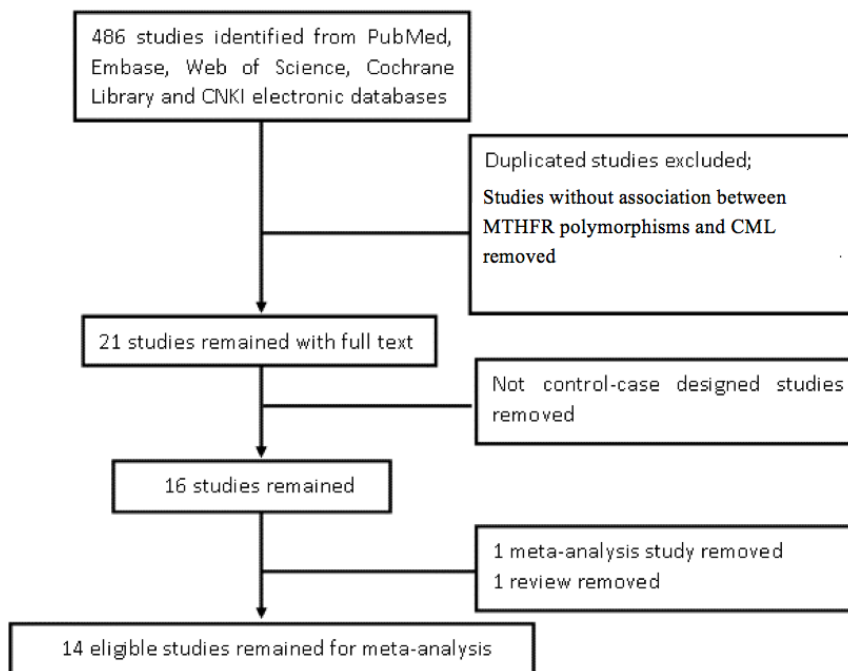 486 studies identified from PubMed,
Embase, Web of Science, Cochrane
Library and CNKI electronic databases
Duplicated studies excluded;
Studies without association between
MTHFR polymorphisms and CML
removed
21 studies remained with full text
Not control-case designed studies
removed
16 studies remained
1 meta-analysis study removed
1 review removed
14 eligible studies remained for meta-analysis